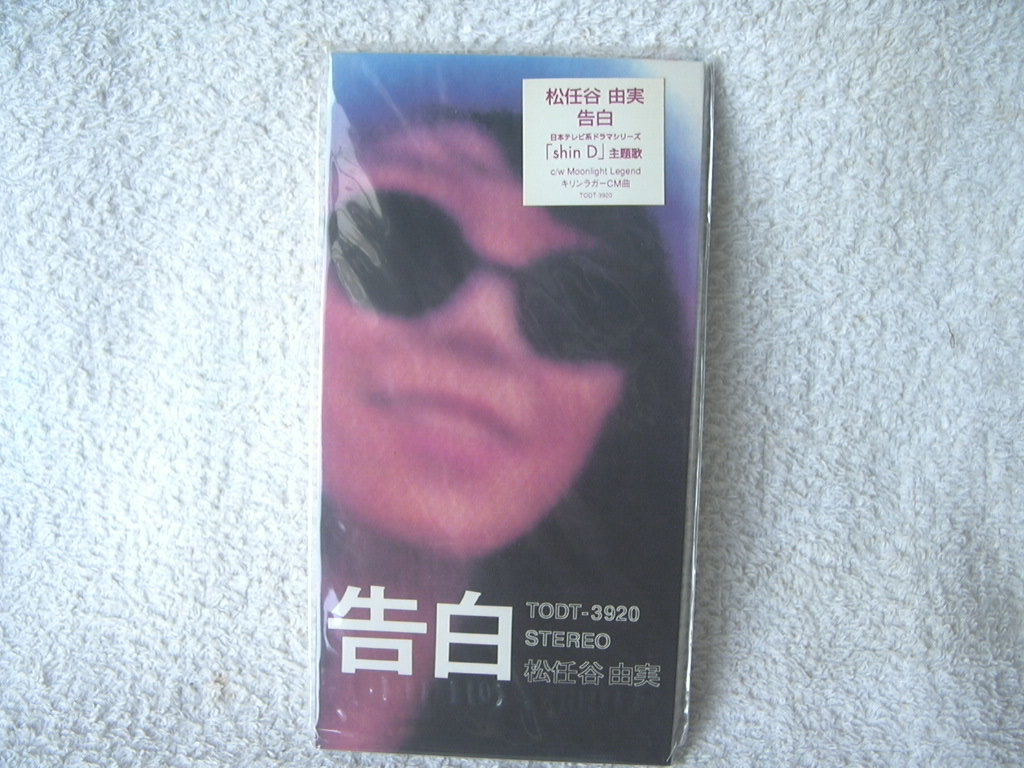 松任谷 由実
告白
日本テレビ系ドラマシリーズ
「shin D」主題歌
c/w Moonlight Legend
キリンラガーCM曲
TODT-3920
告白
TODT-3920
STEREO
松任谷 由実